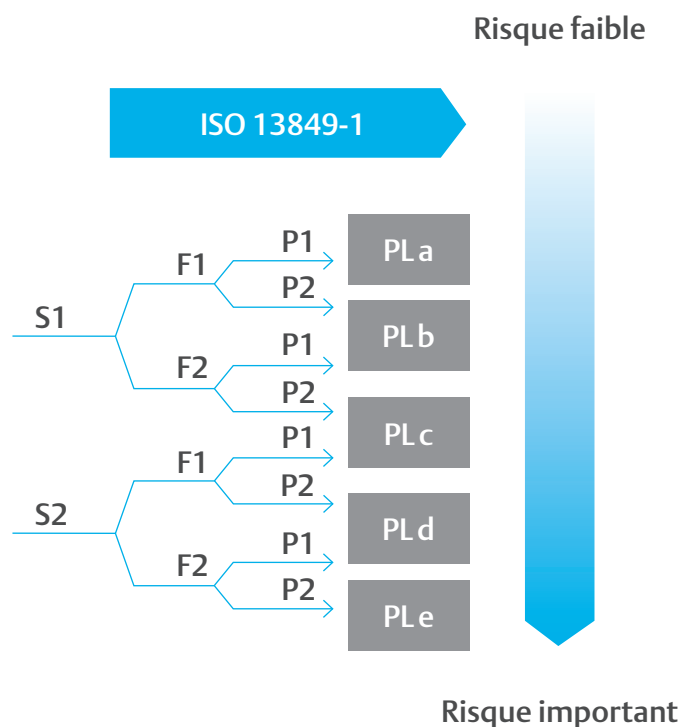 Risque faible
ISO 13849-1
P1
PL a
F1
P2
S1
PL b
P1
F2
P2
PL c
P1
F1
P2
S2
PL d
P1
F2
P2
PL e
Risque important